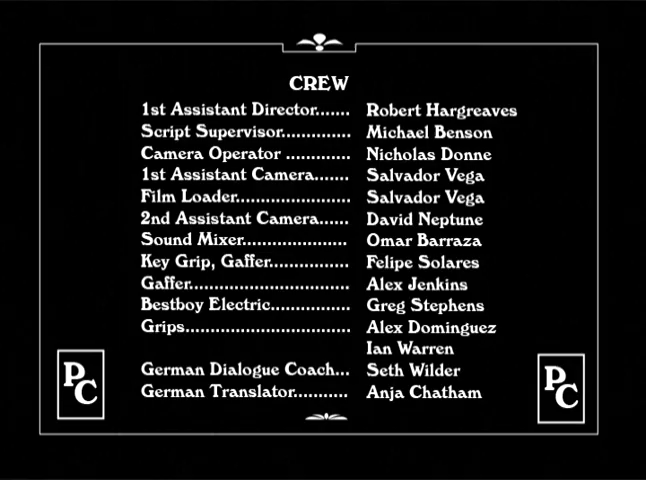 CREW
1st Assistant Director....... Robert Hargreaves
Script Supervisor.............. Michael Benson
Camera Operator ............. Nicholas Donne
1st Assistant Camera....... Salvador Vega
Film Loader....................... Salvador Vega
2nd Assistant Camera...... David Neptune
Sound Mixer..................... Omar Barraza
Key Grip, Gaffer................ Felipe Solares
Gaffer................................ Alex Jenkins
Bestboy Electric................ Greg Stephens
Grips................................. Alex Dominguez
Ian Warren
German Dialogue Coach... Seth Wilder
German Translator........... Anja Chatham
PC
PC